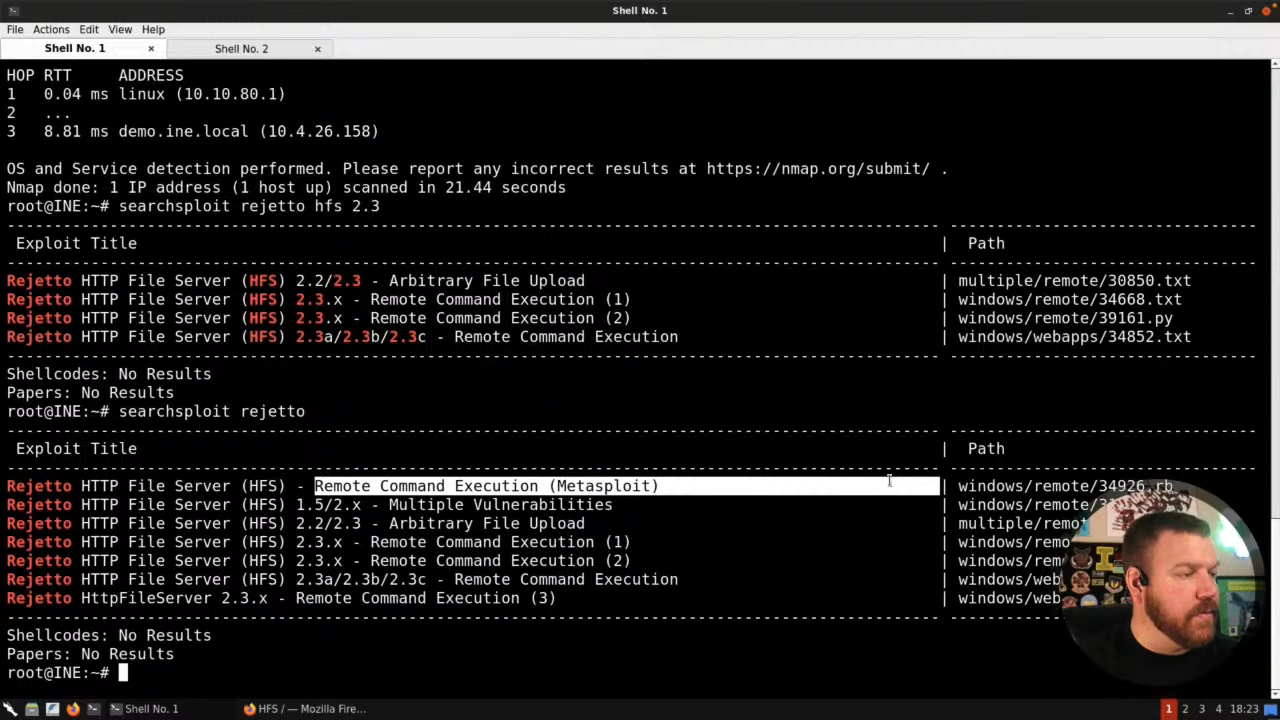 Shell No. 1
File Actions Edit View Help
Shell No. 1 × Shell No. 2 ×
HOP RTT ADDRESS
1 0.04 ms linux (10.10.80.1)
2 ...
3 8.81 ms demo.ine.local (10.4.26.158)
OS and Service detection performed. Please report any incorrect results at https://nmap.org/submit/ .
Nmap done: 1 IP address (1 host up) scanned in 21.44 seconds
root@INE:~# searchsploit rejetto hfs 2.3
Exploit Title | Path
Rejetto HTTP File Server (HFS) 2.2/2.3 - Arbitrary File Upload | multiple/remote/30850.txt
Rejetto HTTP File Server (HFS) 2.3.x - Remote Command Execution (1) | windows/remote/34668.txt
Rejetto HTTP File Server (HFS) 2.3.x - Remote Command Execution (2) | windows/remote/39161.py
Rejetto HTTP File Server (HFS) 2.3a/2.3b/2.3c - Remote Command Execution | windows/webapps/34852.txt
Shellcodes: No Results
Papers: No Results
root@INE:~# searchsploit rejetto
Exploit Title | Path
Rejetto HTTP File Server (HFS) - Remote Command Execution (Metasploit) | windows/remote/34926.rb
Rejetto HTTP File Server (HFS) 1.5/2.x - Multiple Vulnerabilities | windows/remote/
Rejetto HTTP File Server (HFS) 2.2/2.3 - Arbitrary File Upload | multiple/remot
Rejetto HTTP File Server (HFS) 2.3.x - Remote Command Execution (1) | windows/remo
Rejetto HTTP File Server (HFS) 2.3.x - Remote Command Execution (2) | windows/rem
Rejetto HTTP File Server (HFS) 2.3a/2.3b/2.3c - Remote Command Execution | windows/web
Rejetto HttpFileServer 2.3.x - Remote Command Execution (3) | windows/web
Shellcodes: No Results
Papers: No Results
root@INE:~#
Shell No. 1 HFS / — Mozilla Fire... 1 2 3 4 18:23